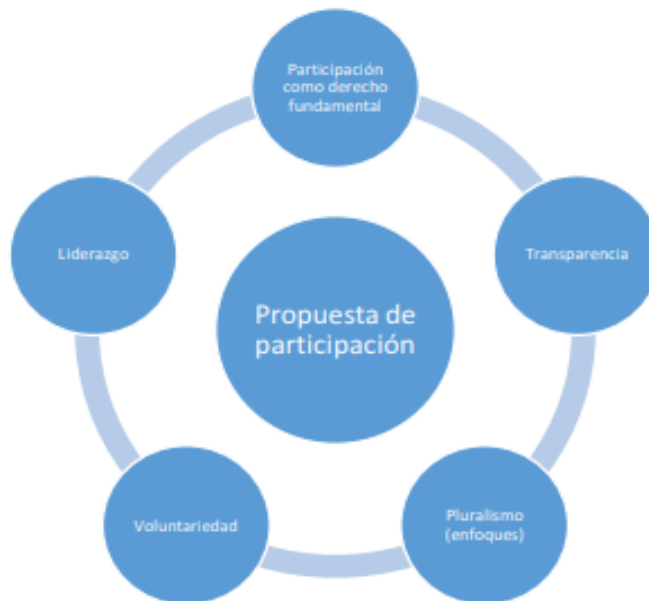 Participación
como derecho
fundamental
Liderazgo
Transparencia
Propuesta de
participación
Voluntariedad
Pluralismo
(enfoques)